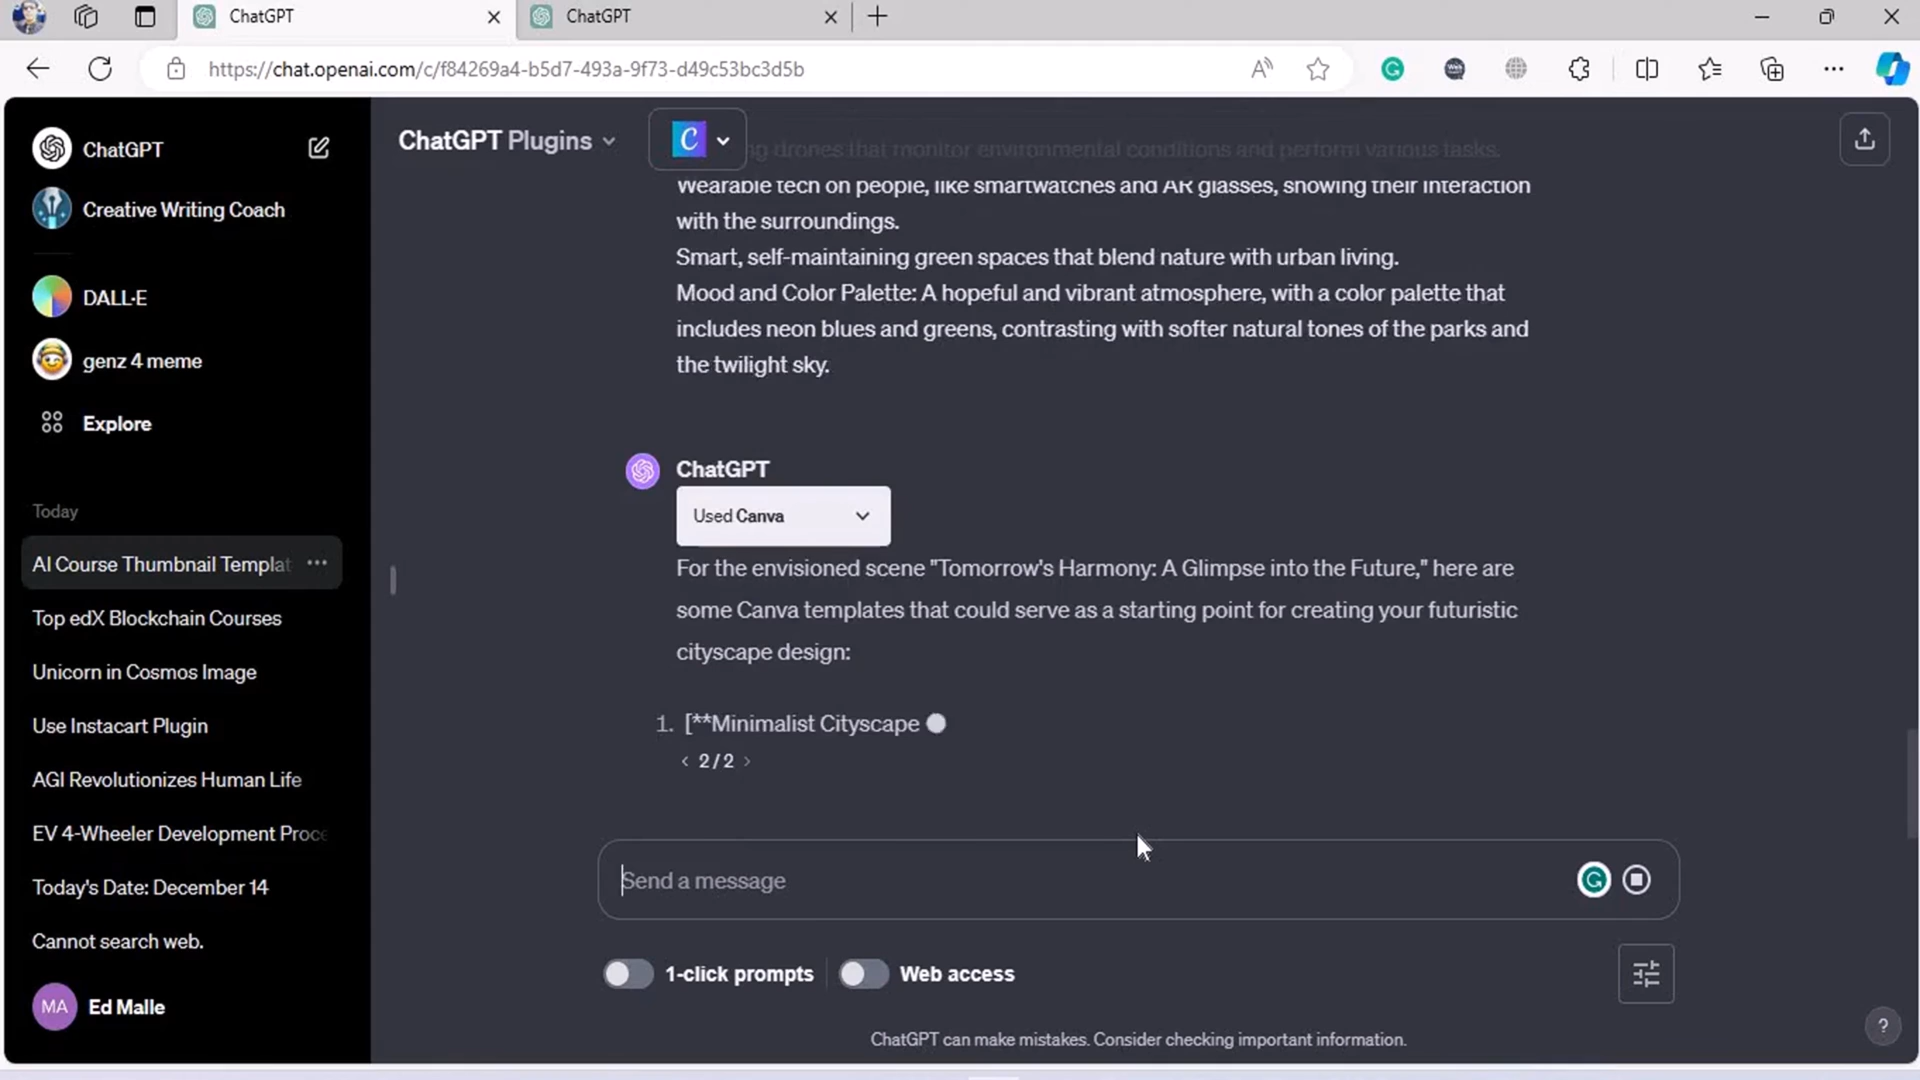 ChatGPT
ChatGPT
https://chat.openai.com/c/f84269a4-b5d7-493a-9f73-d49c53bc3d5b
ChatGPT
Creative Writing Coach
DALL·E
genz 4 meme
Explore
Today
AI Course Thumbnail Templat
Top edX Blockchain Courses
Unicorn in Cosmos Image
Use Instacart Plugin
AGI Revolutionizes Human Life
EV 4-Wheeler Development Proce
Today's Date: December 14
Cannot search web.
MA Ed Malle
ChatGPT Plugins
C
ng drones that monitor environmental conditions and perform various tasks.
Wearable tech on people, like smartwatches and AR glasses, showing their interaction
with the surroundings.
Smart, self-maintaining green spaces that blend nature with urban living.
Mood and Color Palette: A hopeful and vibrant atmosphere, with a color palette that
includes neon blues and greens, contrasting with softer natural tones of the parks and
the twilight sky.
ChatGPT
Used Canva
For the envisioned scene "Tomorrow's Harmony: A Glimpse into the Future," here are
some Canva templates that could serve as a starting point for creating your futuristic
cityscape design:
1. [**Minimalist Cityscape
2 / 2
Send a message
1-click prompts
Web access
ChatGPT can make mistakes. Consider checking important information.
?